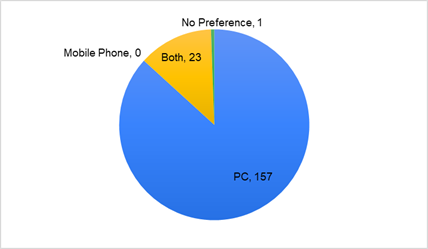 No Preference, 1
Mobile Phone, 0
Both, 23
PC, 157